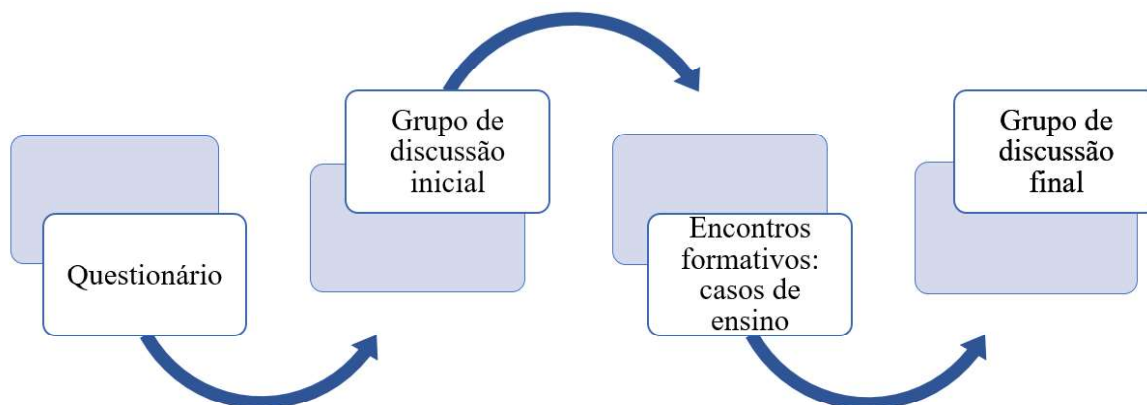 Questionário
Grupo de
discussão
inicial
Encontros
formativos:
casos de
ensino
Grupo de
discussão
final